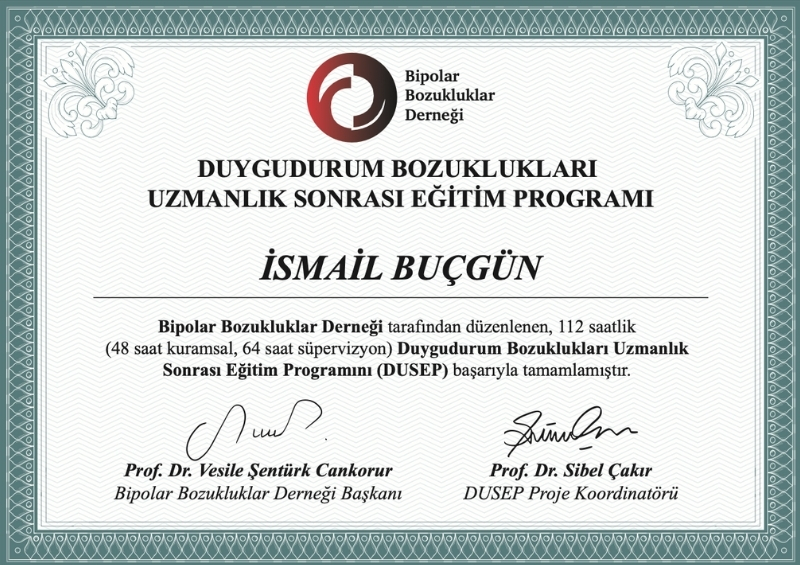 Bipolar
Bozukluklar
Derneği
DUYGUDURUM BOZUKLUKLARI
UZMANLIK SONRASI EĞİTİM PROGRAMI
İSMAİL BUÇGÜN
Bipolar Bozukluklar Derneği tarafından düzenlenen, 112 saatlik
(48 saat kuramsal, 64 saat süpervizyon) Duygudurum Bozuklukları Uzmanlık
Sonrası Eğitim Programını (DUSEP) başarıyla tamamlamıştır.
Prof. Dr. Vesile Şentürk Cankorur Prof. Dr. Sibel Çakır
Bipolar Bozukluklar Derneği Başkanı DUSEP Proje Koordinatörü